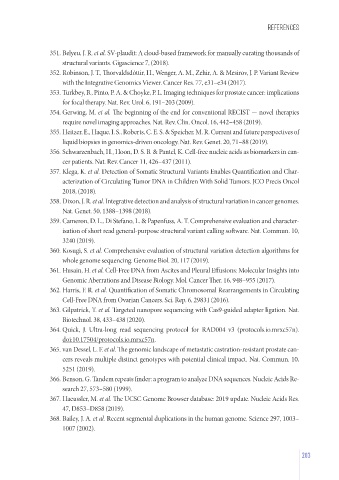 REFERENCES
351. Belyeu, J. R. et al. SV-plaudit: A cloud-based framework for manually curating thousands of
structural variants. Gigascience 7, (2018).
352. Robinson, J. T., Thorvaldsdóttir, H., Wenger, A. M., Zehir, A. & Mesirov, J. P. Variant Review
with the Integrative Genomics Viewer. Cancer Res. 77, e31–e34 (2017).
353. Turkbey, B., Pinto, P. A. & Choyke, P. L. Imaging techniques for prostate cancer: implications
for focal therapy. Nat. Rev. Urol. 6, 191–203 (2009).
354. Gerwing, M. et al. The beginning of the end for conventional RECIST — novel therapies
require novel imaging approaches. Nat. Rev. Clin. Oncol. 16, 442–458 (2019).
355. Heitzer, E., Haque, I. S., Roberts, C. E. S. & Speicher, M. R. Current and future perspectives of
liquid biopsies in genomics-driven oncology. Nat. Rev. Genet. 20, 71–88 (2019).
356. Schwarzenbach, H., Hoon, D. S. B. & Pantel, K. Cell-free nucleic acids as biomarkers in can-
cer patients. Nat. Rev. Cancer 11, 426–437 (2011).
357. Klega, K. et al. Detection of Somatic Structural Variants Enables Quantification and Char-
acterization of Circulating Tumor DNA in Children With Solid Tumors. JCO Precis Oncol
2018, (2018).
358. Dixon, J. R. et al. Integrative detection and analysis of structural variation in cancer genomes.
Nat. Genet. 50, 1388–1398 (2018).
359. Cameron, D. L., Di Stefano, L. & Papenfuss, A. T. Comprehensive evaluation and character-
isation of short read general-purpose structural variant calling software. Nat. Commun. 10,
3240 (2019).
360. Kosugi, S. et al. Comprehensive evaluation of structural variation detection algorithms for
whole genome sequencing. Genome Biol. 20, 117 (2019).
361. Husain, H. et al. Cell-Free DNA from Ascites and Pleural Effusions: Molecular Insights into
Genomic Aberrations and Disease Biology. Mol. Cancer Ther. 16, 948–955 (2017).
362. Harris, F. R. et al. Quantification of Somatic Chromosomal Rearrangements in Circulating
Cell-Free DNA from Ovarian Cancers. Sci. Rep. 6, 29831 (2016).
363. Gilpatrick, T. et al. Targeted nanopore sequencing with Cas9-guided adapter ligation. Nat.
Biotechnol. 38, 433–438 (2020).
364. Quick, J. Ultra-long read sequencing protocol for RAD004 v3 (protocols.io.mrxc57n).
doi:10.17504/protocols.io.mrxc57n.
365. van Dessel, L. F. et al. The genomic landscape of metastatic castration-resistant prostate can-
cers reveals multiple distinct genotypes with potential clinical impact. Nat. Commun. 10,
5251 (2019).
366. Benson, G. Tandem repeats finder: a program to analyze DNA sequences. Nucleic Acids Re-
search 27, 573–580 (1999).
367. Haeussler, M. et al. The UCSC Genome Browser database: 2019 update. Nucleic Acids Res.
47, D853–D858 (2019).
368. Bailey, J. A. et al. Recent segmental duplications in the human genome. Science 297, 1003–
1007 (2002).
203